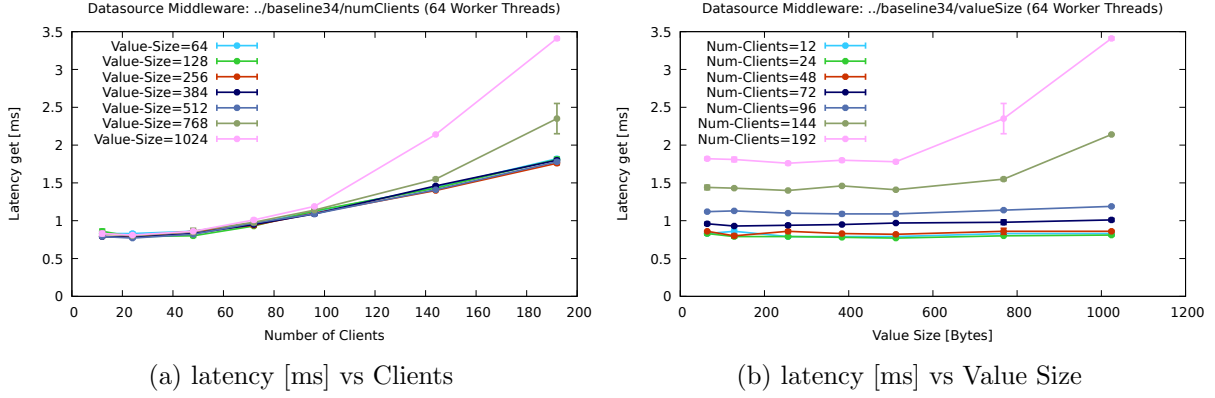 Datasource Middleware: ../baseline34/numClients (64 Worker Threads)
3.5
3
2.5
2
1.5
1
0.5
0
Latency get [ms]
Value-Size=64
Value-Size=128
Value-Size=256
Value-Size=384
Value-Size=512
Value-Size=768
Value-Size=1024
0 20 40 60 80 100 120 140 160 180 200
Number of Clients
(a) latency [ms] vs Clients
Datasource Middleware: ../baseline34/valueSize (64 Worker Threads)
3.5
3
2.5
2
1.5
1
0.5
0
Latency get [ms]
Num-Clients=12
Num-Clients=24
Num-Clients=48
Num-Clients=72
Num-Clients=96
Num-Clients=144
Num-Clients=192
0 200 400 600 800 1000 1200
Value Size [Bytes]
(b) latency [ms] vs Value Size